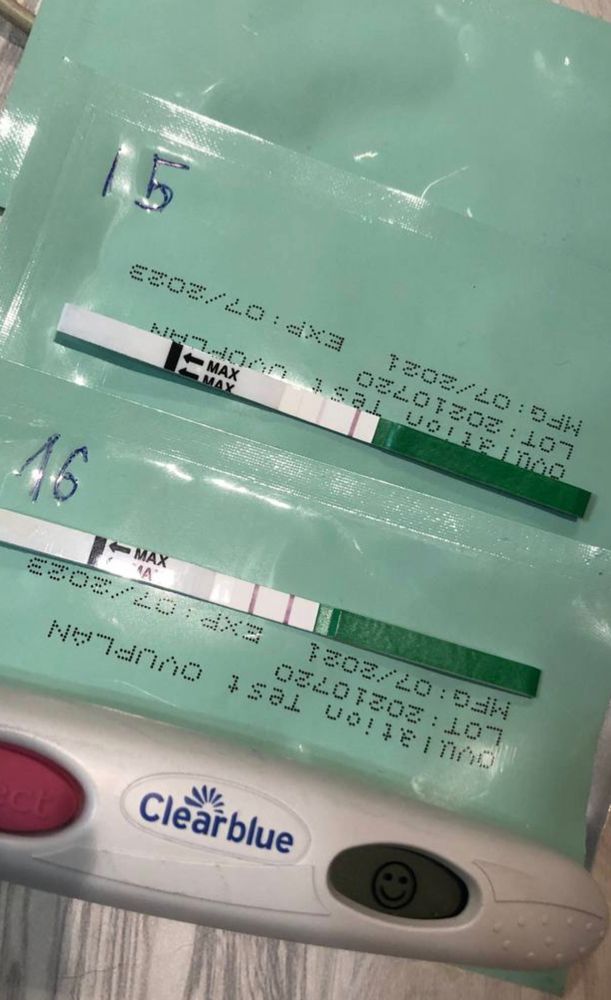 15
OVULATION TEST OVUPLAN
LOT:20210720
MFG:07/2021
EXP:07/2023
← MAX
← MAX
16
← MAX
OVULATION TEST OVUPLAN
LOT:20210720
MFG:07/2021
EXP:07/2023
ect
Clearblue